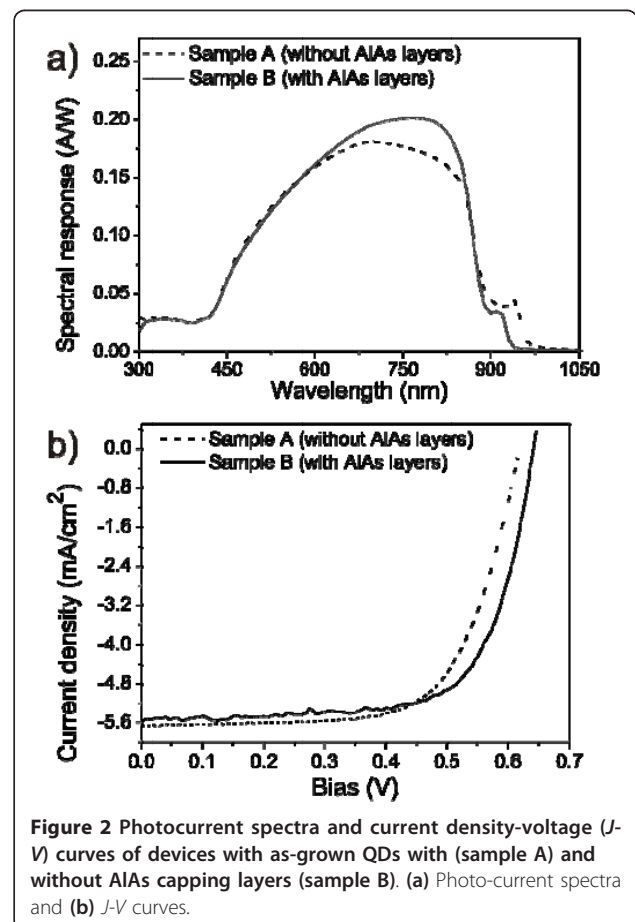 a)
Sample A (without AlAs layers)
Sample B (with AlAs layers)
Spectral response (A/W)
0.25
0.20
0.15
0.10
0.05
0.00
300 450 600 750 900 1050
Wavelength (nm)
b)
Sample A (without AlAs layers)
Sample B (with AlAs layers)
Current density (mA/cm²)
0.0
-0.8
-1.6
-2.4
-3.2
-4.0
-4.8
-5.6
0.0 0.1 0.2 0.3 0.4 0.5 0.6 0.7
Bias (V)
Figure 2 Photocurrent spectra and current density-voltage (J-
V) curves of devices with as-grown QDs with (sample A) and
without AlAs capping layers (sample B). (a) Photo-current spectra
and (b) J-V curves.